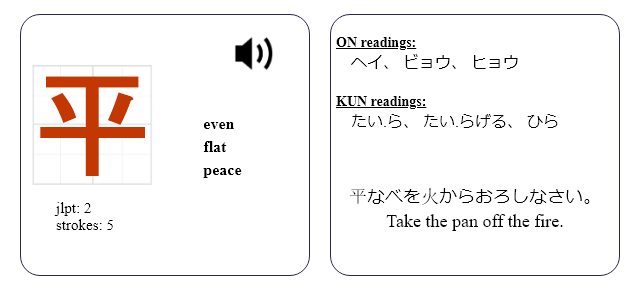 平
even
flat
peace
jlpt: 2
strokes: 5
ON readings:
ヘイ、 ビョウ、 ヒョウ
KUN readings:
たい.ら、 たい.らげる、 ひら
平なべを火からおろしなさい。
Take the pan off the fire.